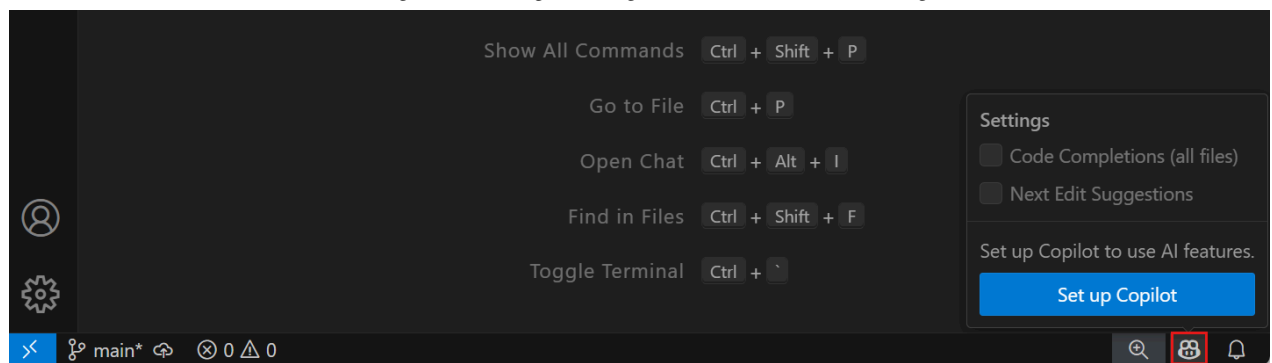 Show All Commands Ctrl + Shift + P
Go to File Ctrl + P
Open Chat Ctrl + Alt + I
Find in Files Ctrl + Shift + F
Toggle Terminal Ctrl + `
Settings
Code Completions (all files)
Next Edit Suggestions
Set up Copilot to use AI features.
Set up Copilot
main* 0 0